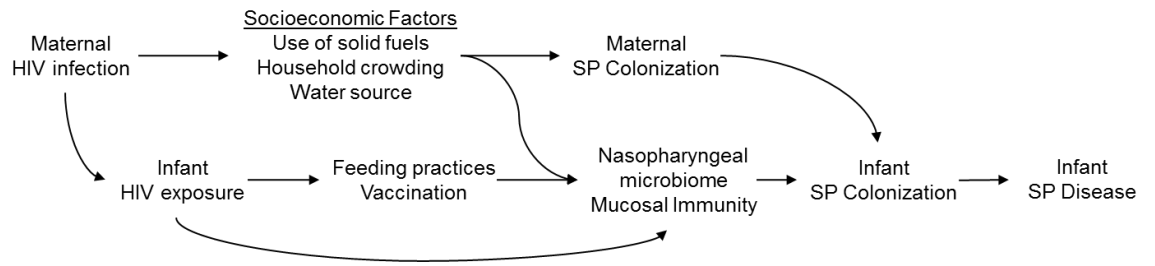 Socioeconomic Factors
Use of solid fuels
Household crowding
Water source
Maternal
HIV infection
Maternal
SP Colonization
Infant
HIV exposure
Feeding practices
Vaccination
Nasopharyngeal
microbiome
Mucosal Immunity
Infant
SP Colonization
Infant
SP Disease